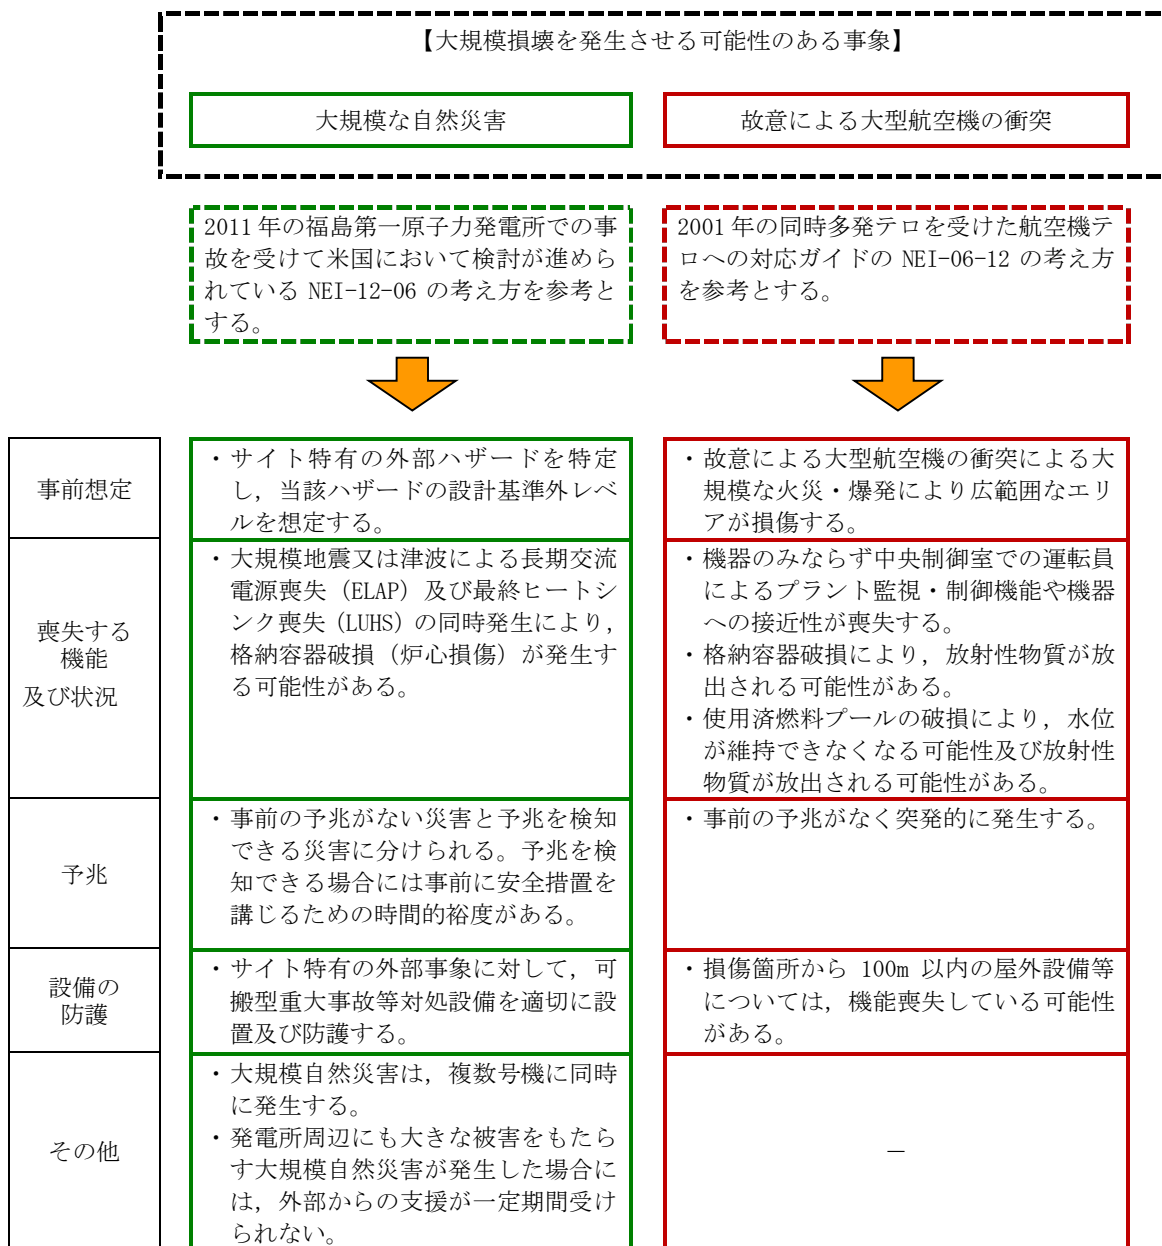 【大規模損壊を発生させる可能性のある事象】
大規模な自然災害
故意による大型航空機の衝突
2011年の福島第一原子力発電所での事
故を受けて米国において検討が進めら
れている NEI-12-06 の考え方を参考と
する。
2001年の同時多発テロを受けた航空機テ
ロへの対応ガイドの NEI-06-12 の考え方
を参考とする。
事前想定
・サイト特有の外部ハザードを特定
し，当該ハザードの設計基準外レベ
ルを想定する。
・故意による大型航空機の衝突による大
規模な火災・爆発により広範囲なエリ
アが損傷する。
喪失する
機能
及び状況
・大規模地震又は津波による長期交流
電源喪失（ELAP）及び最終ヒートシ
ンク喪失（LUHS）の同時発生により，
格納容器破損（炉心損傷）が発生す
る可能性がある。
・機器のみならず中央制御室での運転員
によるプラント監視・制御機能や機器
への接近性が喪失する。
・格納容器破損により，放射性物質が放
出される可能性がある。
・使用済燃料プールの破損により，水位
が維持できなくなる可能性及び放射性
物質が放出される可能性がある。
予兆
・事前の予兆がない災害と予兆を検知
できる災害に分けられる。予兆を検
知できる場合には事前に安全措置を
講じるための時間的裕度がある。
・事前の予兆がなく突発的に発生する。
設備の
防護
・サイト特有の外部事象に対して，可
搬型重大事故等対処設備を適切に設
置及び防護する。
・損傷箇所から 100m 以内の屋外設備等
については，機能喪失している可能性
がある。
その他
・大規模自然災害は，複数号機に同時
に発生する。
・発電所周辺にも大きな被害をもたら
す大規模自然災害が発生した場合に
は，外部からの支援が一定期間受け
られない。
－